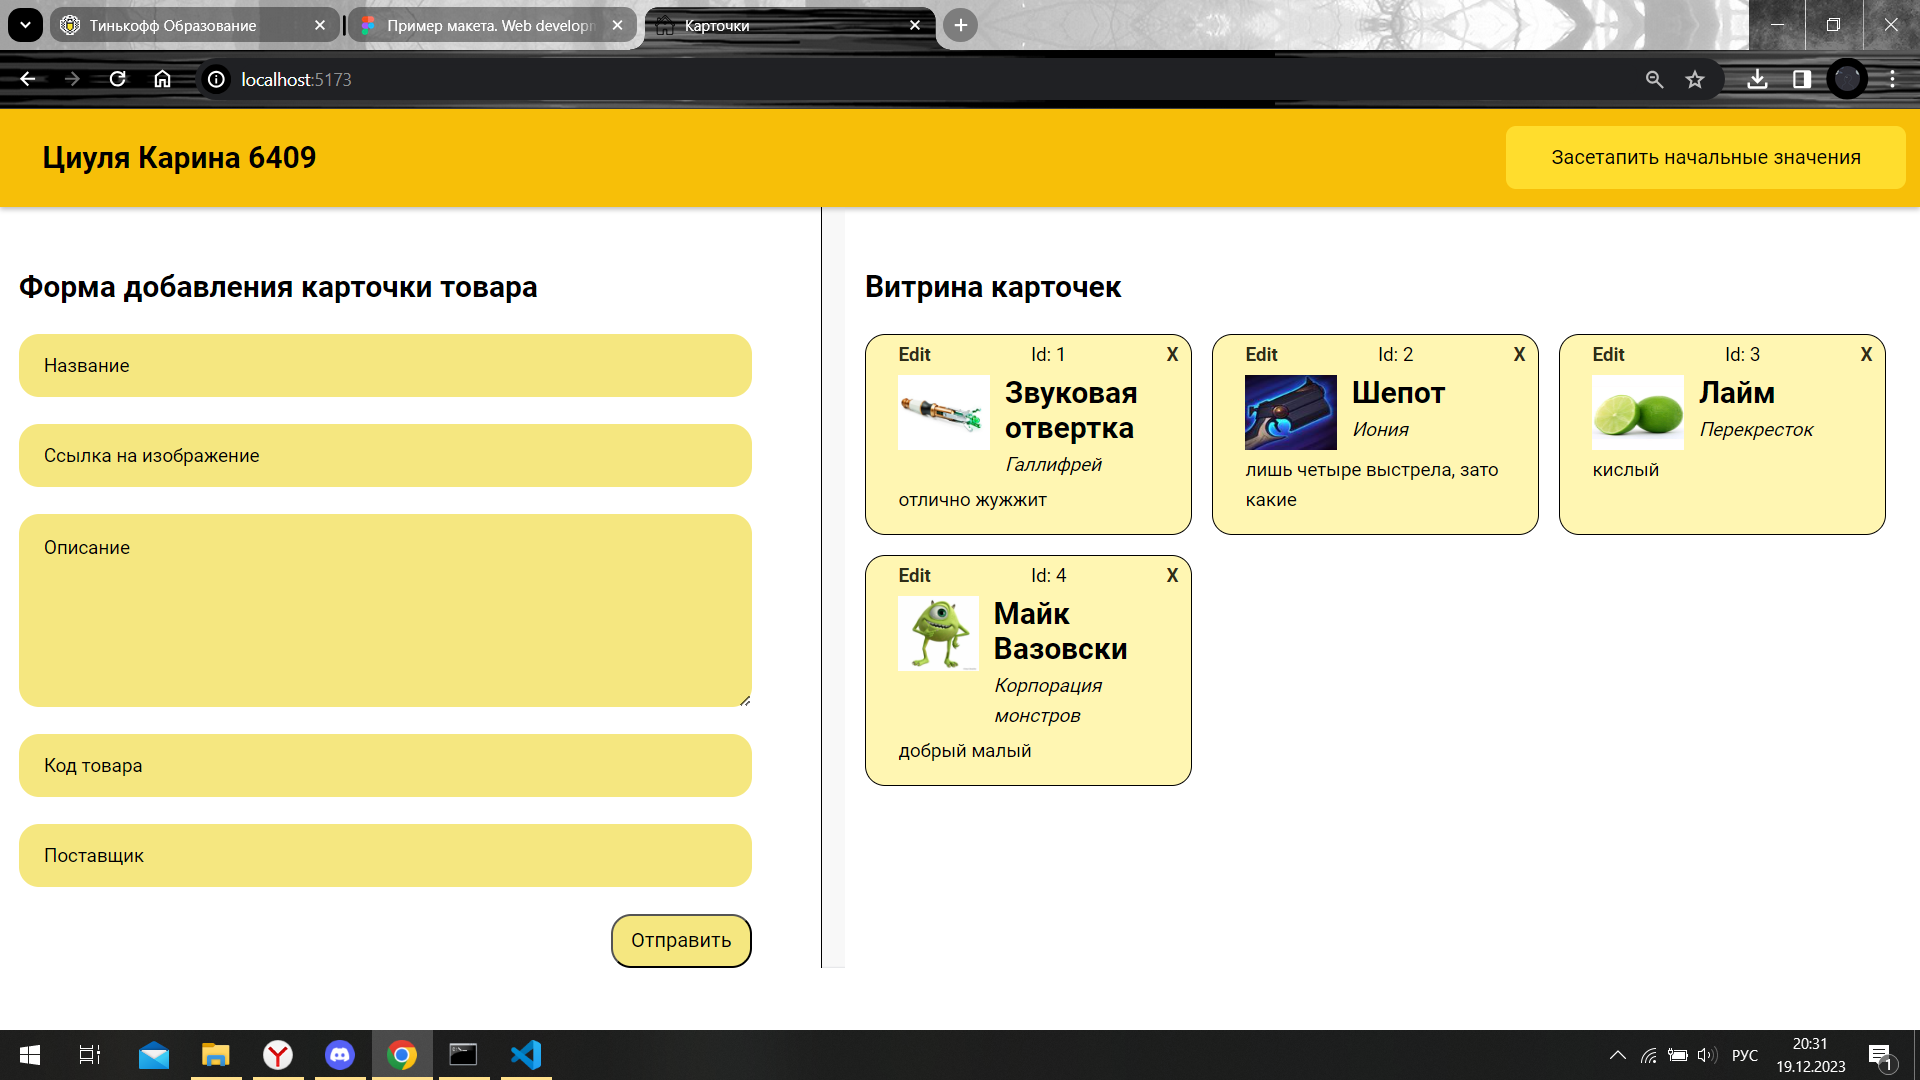 Тинькофф Образование
Пример макета. Web develop
Карточки
localhost:5173
Циуля Карина 6409
Засетапить начальные значения
Форма добавления карточки товара
Название
Ссылка на изображение
Описание
Код товара
Поставщик
Отправить
Витрина карточек
Edit Id: 1 X
Звуковая
отвертка
Галлифрей
отлично жужжит
Edit Id: 2 X
Шепот
Иония
лишь четыре выстрела, зато
какие
Edit Id: 3 X
Лайм
Перекресток
кислый
Edit Id: 4 X
Майк
Вазовски
Корпорация
монстров
добрый малый
РУС
20:31
19.12.2023
1